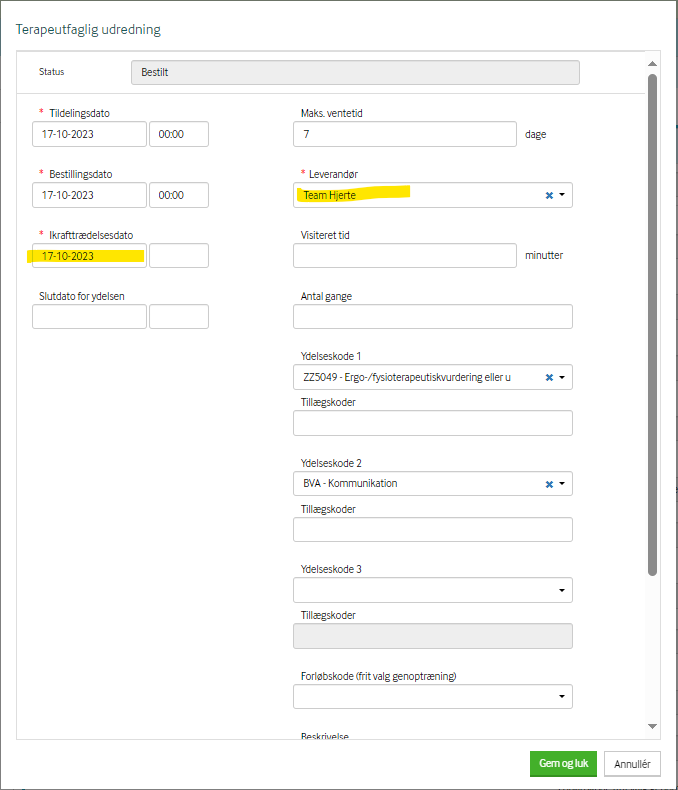 Terapeutfaglig udredning
Status
Bestilt
* Tildelingsdato
17-10-2023
00:00
Maks. ventetid
7
dage
* Bestillingsdato
17-10-2023
00:00
* Leverandør
Team Hjerte
* Ikrafttrædelsesdato
17-10-2023
Visiteret tid
minutter
Slutdato for ydelsen
Antal gange
Ydelseskode 1
ZZ5049 - Ergo-/fysioterapeutiskvurdering eller u
Tillægskoder
Ydelseskode 2
BVA - Kommunikation
Tillægskoder
Ydelseskode 3
Tillægskoder
Forløbskode (frit valg genoptræning)
Beskrivelse
Gem og luk
Annullér